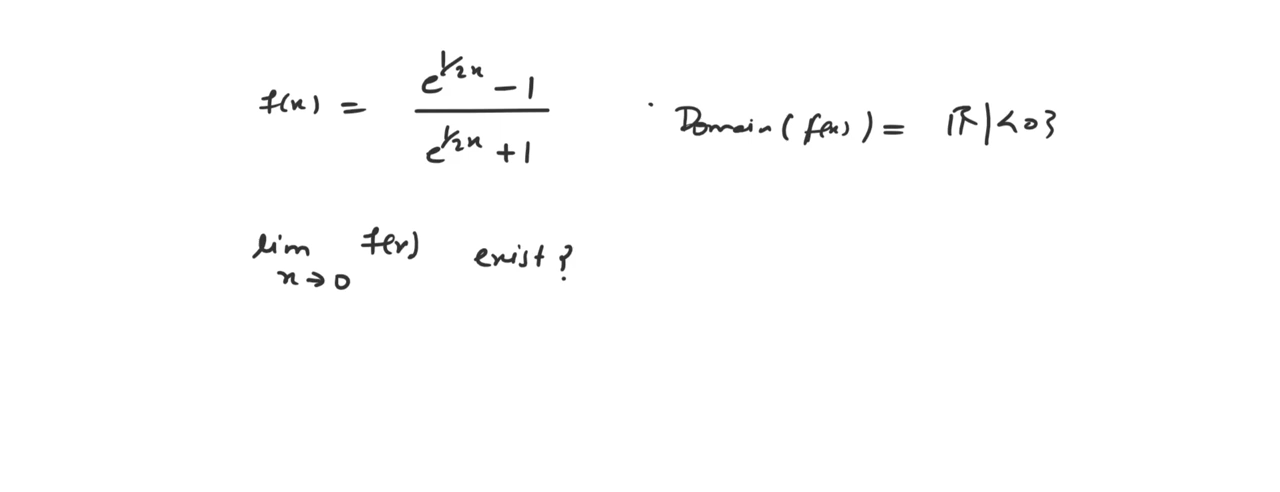 f(x) = (e^{1/2x} - 1)/(e^{1/2x} + 1) Domain(f(x)) = ℝ|{0}
lim_{x→0} f(x) exist?